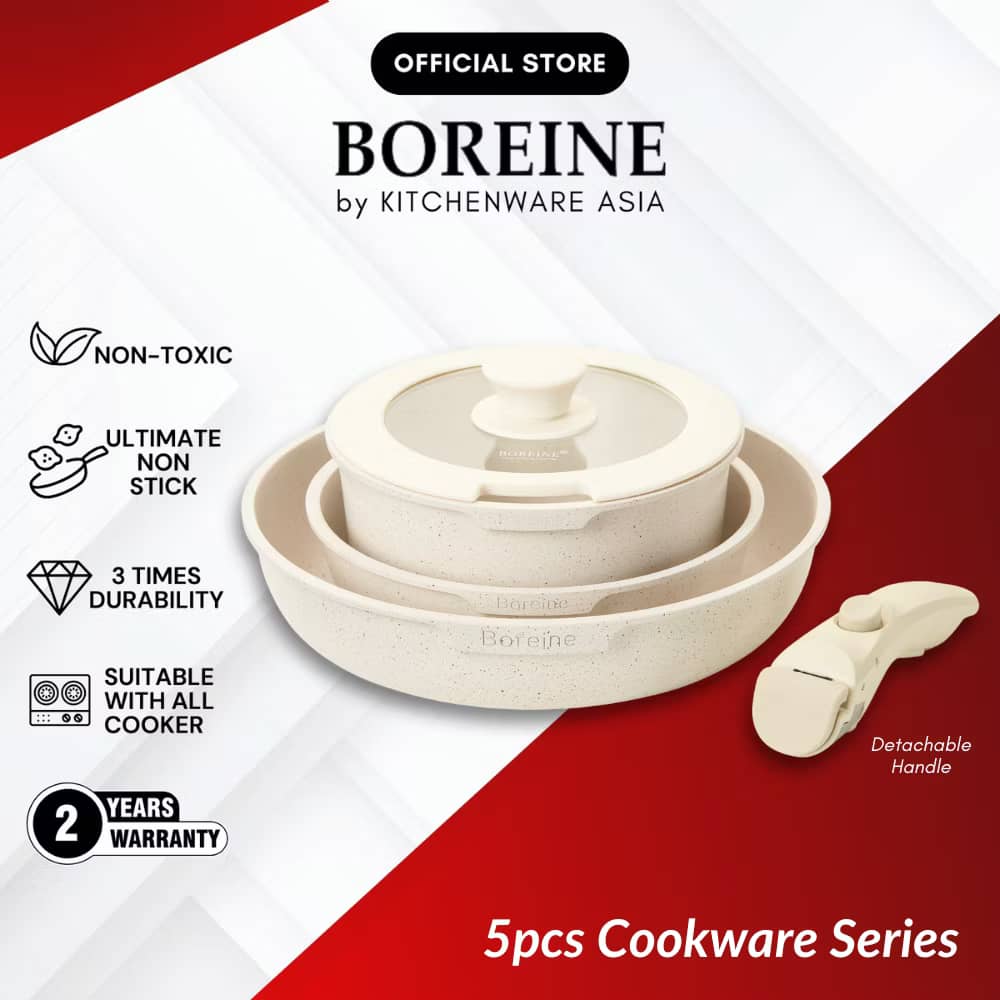 OFFICIAL STORE
BOREINE
by KITCHENWARE ASIA
NON-TOXIC
ULTIMATE
NON
STICK
3 TIMES
DURABILITY
SUITABLE
WITH ALL
COOKER
2 YEARS
WARRANTY
BOREINE®
Boreine
Boreine
Detachable
Handle
5pcs Cookware Series